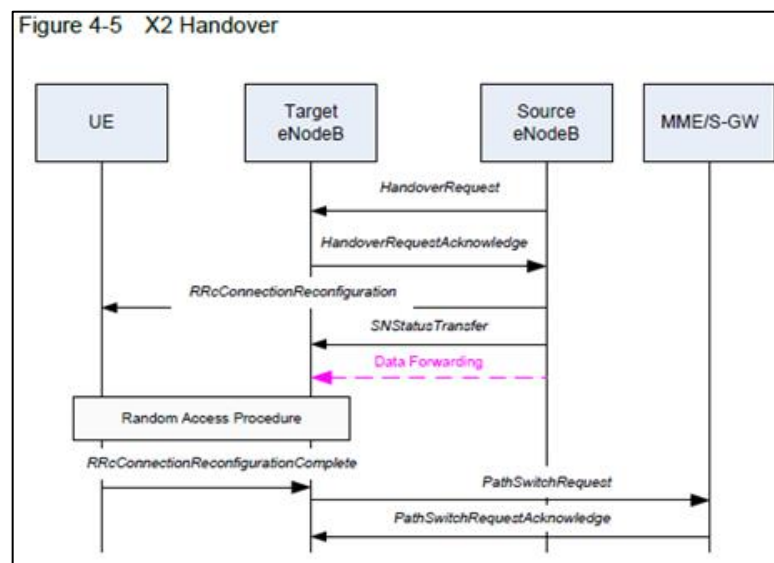 Figure 4-5 X2 Handover
UE
Target
eNodeB
Source
eNodeB
MME/S-GW
HandoverRequest
HandoverRequestAcknowledge
RRcConnectionReconfiguration
SNStatusTransfer
Data Forwarding
Random Access Procedure
RRcConnectionReconfigurationComplete
PathSwitchRequest
PathSwitchRequestAcknowledge